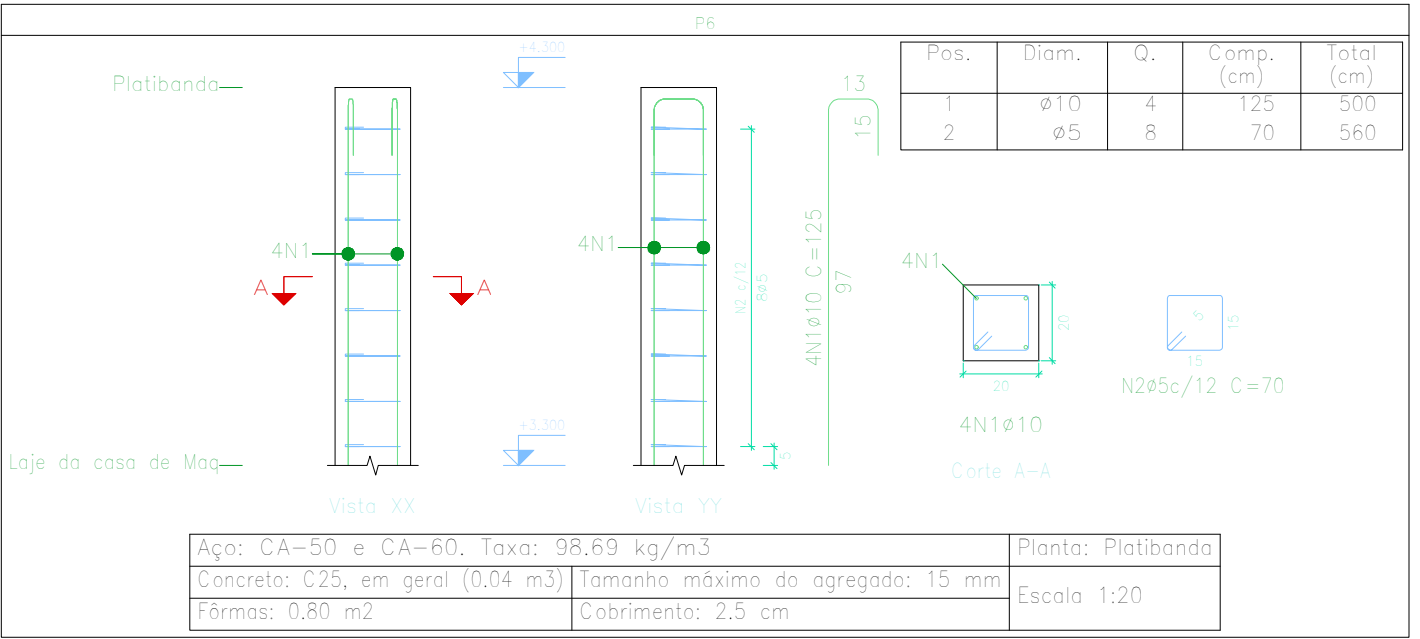 P6
Platibanda
+4.300
Pos. Diam. Q. Comp. (cm) Total (cm)
1 ø10 4 125 500
2 ø5 8 70 560
13
15
4N1
4N1
A A
N2 c/12
8ø5
4N1ø10 C=125
97
4N1
20
20
5
15
15
N2ø5c/12 C=70
4N1ø10
+3.300
5
Laje da casa de Maq
Vista XX
Vista YY
Corte A-A
Aço: CA-50 e CA-60. Taxa: 98.69 kg/m3
Planta: Platibanda
Concreto: C25, em geral (0.04 m3)
Tamanho máximo do agregado: 15 mm
Escala 1:20
Fôrmas: 0.80 m2
Cobrimento: 2.5 cm